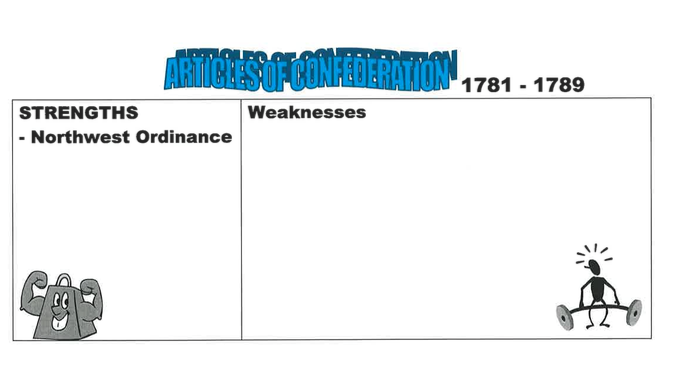 ARTICLES OF CONFEDERATION 1781 - 1789
STRENGTHS
- Northwest Ordinance
Weaknesses